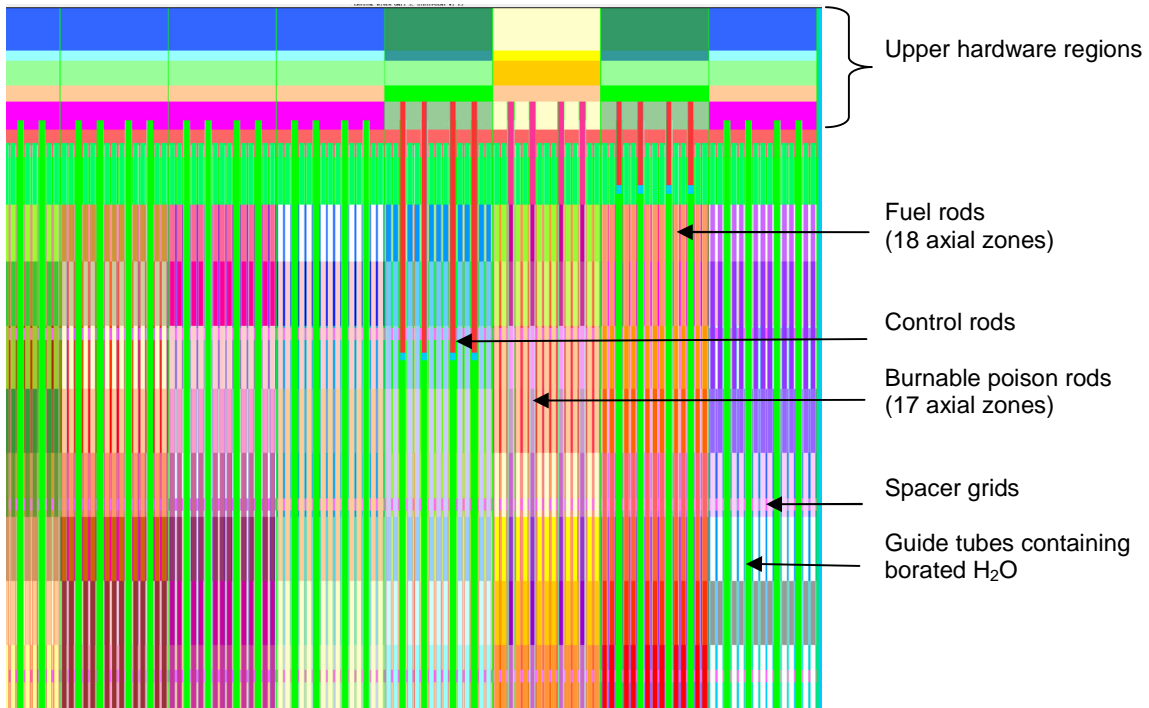 Upper hardware regions
Fuel rods
(18 axial zones)
Control rods
Burnable poison rods
(17 axial zones)
Spacer grids
Guide tubes containing
borated H₂O